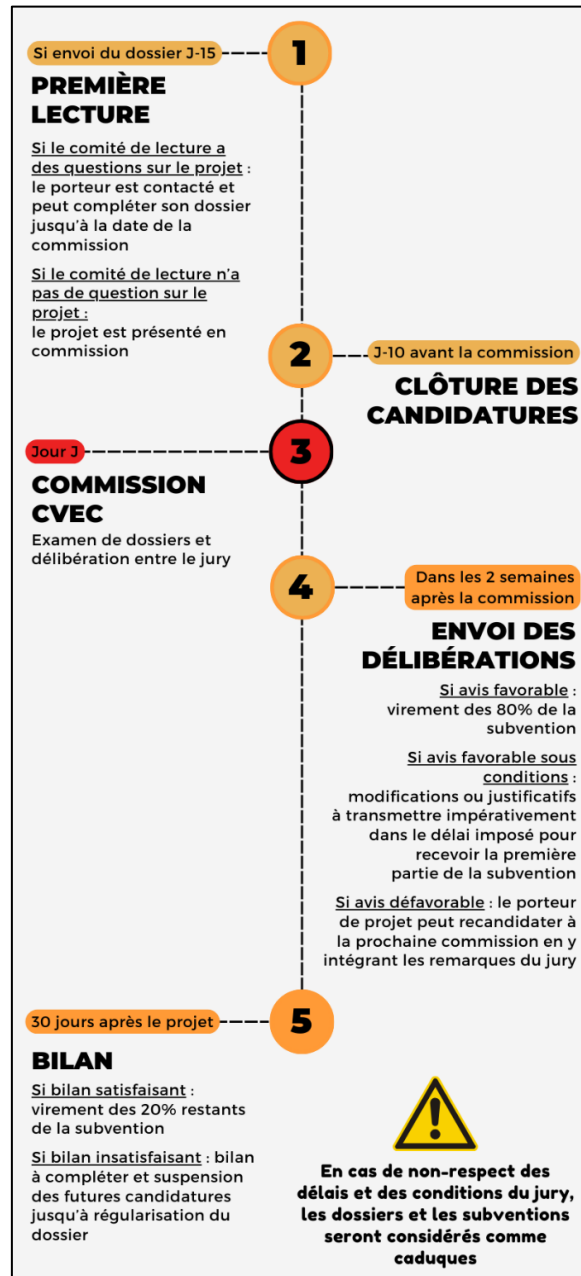 Si envoi du dossier J-15
1
PREMIÈRE
LECTURE
Si le comité de lecture a
des questions sur le projet :
le porteur est contacté et
peut compléter son dossier
jusqu'à la date de la
commission
Si le comité de lecture n'a
pas de question sur le
projet :
le projet est présenté en
commission
2
J-10 avant la commission
CLÔTURE DES
CANDIDATURES
Jour J
3
COMMISSION
CVEC
Examen de dossiers et
délibération entre le jury
4
Dans les 2 semaines
après la commission
ENVOI DES
DÉLIBÉRATIONS
Si avis favorable :
virement des 80% de la
subvention
Si avis favorable sous
conditions :
modifications ou justificatifs
à transmettre impérativement
dans le délai imposé pour
recevoir la première
partie de la subvention
Si avis défavorable : le porteur
de projet peut recandidater à
la prochaine commission en y
intégrant les remarques du jury
30 jours après le projet
5
BILAN
Si bilan satisfaisant :
virement des 20% restants
de la subvention
Si bilan insatisfaisant : bilan
à compléter et suspension
des futures candidatures
jusqu'à régularisation du
dossier
En cas de non-respect des
délais et des conditions du jury,
les dossiers et les subventions
seront considérés comme
caduques